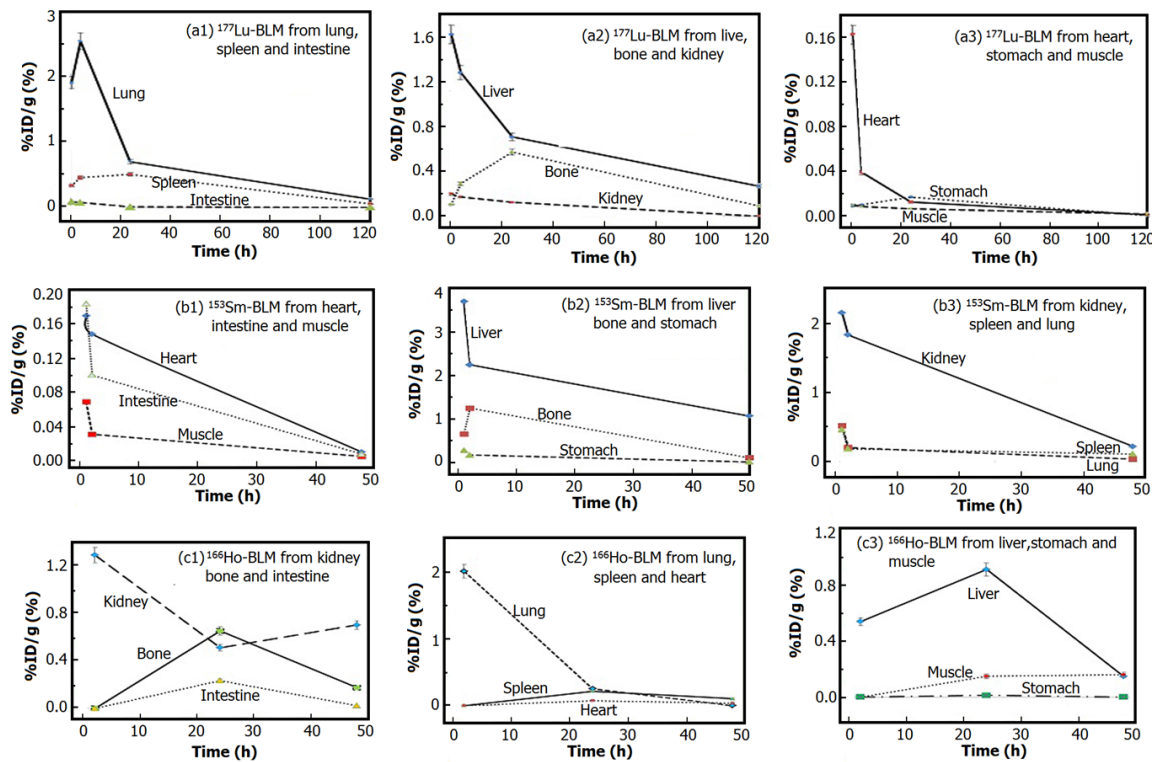 (a1) ¹⁷⁷Lu-BLM from lung,
spleen and intestine
%ID/g (%)
3
2
1
0
Lung
Spleen
Intestine
0 20 40 60 80 100 120
Time (h)
(a2) ¹⁷⁷Lu-BLM from live,
bone and kidney
%ID/g (%)
1.6
1.2
0.8
0.4
0.0
Liver
Bone
Kidney
0 20 40 60 80 100 120
Time (h)
(a3) ¹⁷⁷Lu-BLM from heart,
stomach and muscle
%ID/g (%)
0.16
0.12
0.08
0.04
0.00
Heart
Stomach
Muscle
0 20 40 60 80 100 120
Time (h)
(b1) ¹⁵³Sm-BLM from heart,
intestine and muscle
%ID/g (%)
0.20
0.16
0.12
0.08
0.04
0.00
Heart
Intestine
Muscle
0 10 20 30 40 50
Time (h)
(b2) ¹⁵³Sm-BLM from liver
bone and stomach
%ID/g (%)
4
3
2
1
0
Liver
Bone
Stomach
0 10 20 30 40 50
Time (h)
(b3) ¹⁵³Sm-BLM from kidney,
spleen and lung
%ID/g (%)
2
1
0
Kidney
Spleen
Lung
0 10 20 30 40 50
Time (h)
(c1) ¹⁶⁶Ho-BLM from kidney
bone and intestine
%ID/g (%)
1.2
0.8
0.4
0.0
Kidney
Bone
Intestine
0 10 20 30 40 50
Time (h)
(c2) ¹⁶⁶Ho-BLM from lung,
spleen and heart
%ID/g (%)
2
1
0
Lung
Spleen
Heart
0 10 20 30 40 50
Time (h)
(c3) ¹⁶⁶Ho-BLM from liver,stomach and
muscle
%ID/g (%)
1.2
0.8
0.4
0.0
Liver
Muscle
Stomach
0 10 20 30 40 50
Time (h)